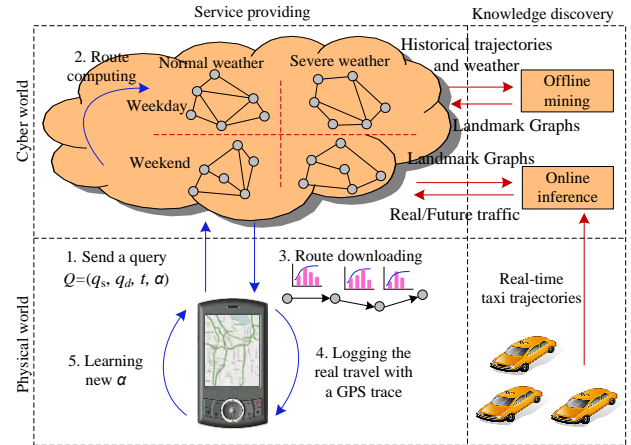 Service providing
Knowledge discovery
Cyber world
2. Route
computing
Normal weather
Severe weather
Weekday
Weekend
Historical trajectories
and weather
Offline
mining
Landmark Graphs
Landmark Graphs
Online
inference
Real/Future traffic
Physical world
1. Send a query
Q=(qs, qd, t, α)
3. Route downloading
Real-time
taxi trajectories
5. Learning
new α
4. Logging the
real travel with
a GPS trace